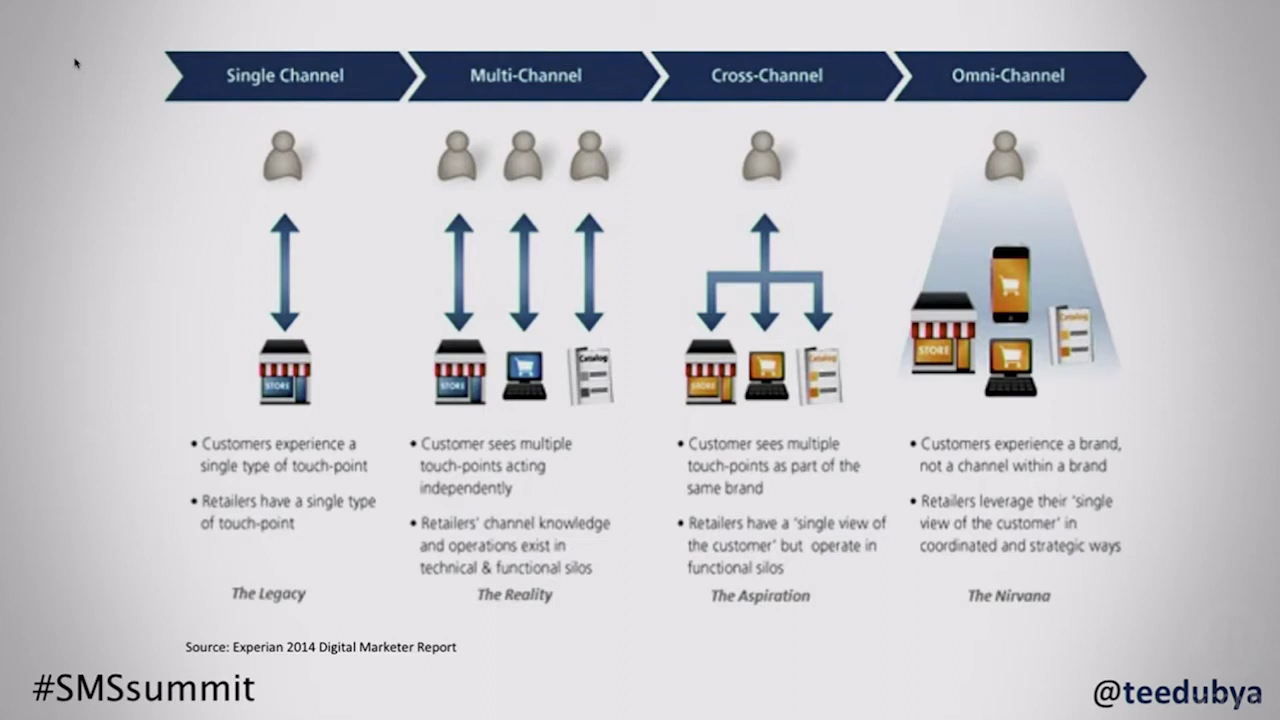 Single Channel
Multi-Channel
Cross-Channel
Omni-Channel
STORE
STORE
Catalog
STORE
Catalog
STORE
Catalog
• Customers experience a
single type of touch-point
• Retailers have a single type
of touch-point
The Legacy
• Customer sees multiple
touch-points acting
independently
• Retailers' channel knowledge
and operations exist in
technical & functional silos
The Reality
• Customer sees multiple
touch-points as part of the
same brand
• Retailers have a 'single view of
the customer' but operate in
functional silos
The Aspiration
• Customers experience a brand,
not a channel within a brand
• Retailers leverage their 'single
view of the customer' in
coordinated and strategic ways
The Nirvana
Source: Experian 2014 Digital Marketer Report
#SMSsummit
@teedubya